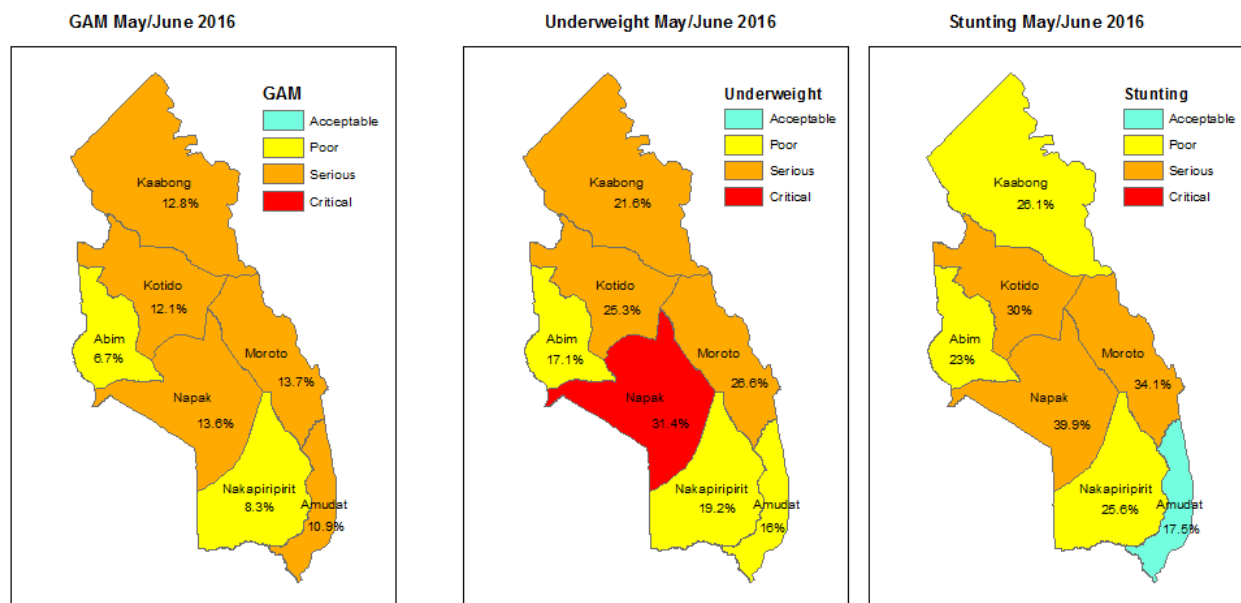 GAM May/June 2016
GAM
Acceptable
Poor
Serious
Critical
Kaabong
12.8%
Kotido
12.1%
Abim
6.7%
Moroto
13.7%
Napak
13.6%
Nakapiripirit
8.3%
Amudat
10.9%
Underweight May/June 2016
Underweight
Acceptable
Poor
Serious
Critical
Kaabong
21.6%
Kotido
25.3%
Abim
17.1%
Moroto
26.6%
Napak
31.4%
Nakapiripirit
19.2%
Amudat
16%
Stunting May/June 2016
Stunting
Acceptable
Poor
Serious
Critical
Kaabong
26.1%
Kotido
30%
Abim
23%
Moroto
34.1%
Napak
39.9%
Nakapiripirit
25.6%
Amudat
17.5%